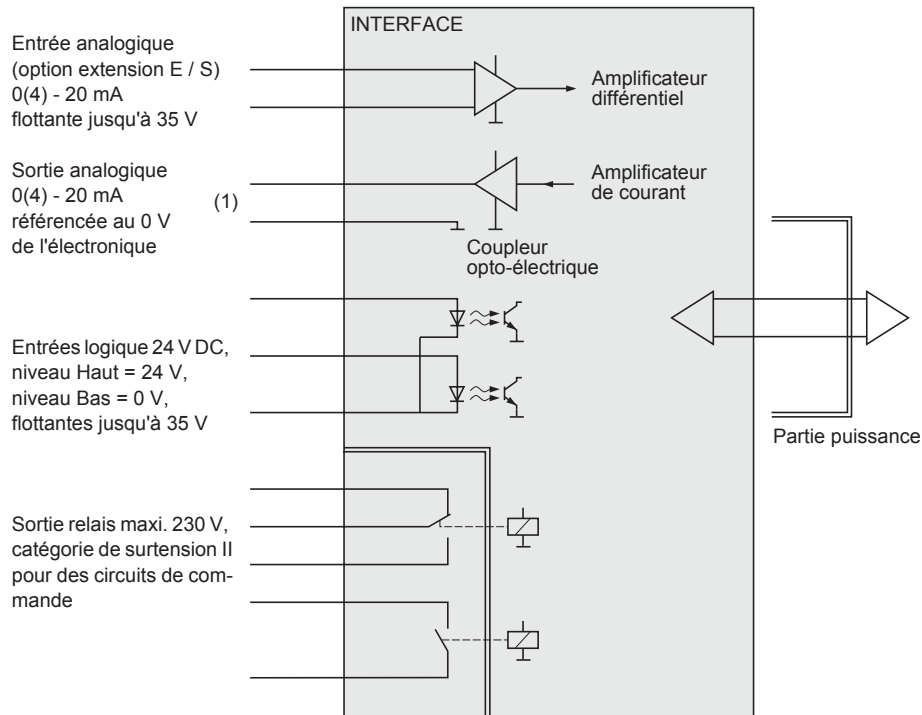 INTERFACE
Entrée analogique
(option extension E / S)
0(4) - 20 mA
flottante jusqu'à 35 V
Amplificateur
différentiel
Sortie analogique
0(4) - 20 mA
référencée au 0 V
de l'électronique
(1)
Amplificateur
de courant
Coupleur
opto-électrique
Entrées logique 24 V DC,
niveau Haut = 24 V,
niveau Bas = 0 V,
flottantes jusqu'à 35 V
Partie puissance
Sortie relais maxi. 230 V,
catégorie de surtension II
pour des circuits de com-
mande